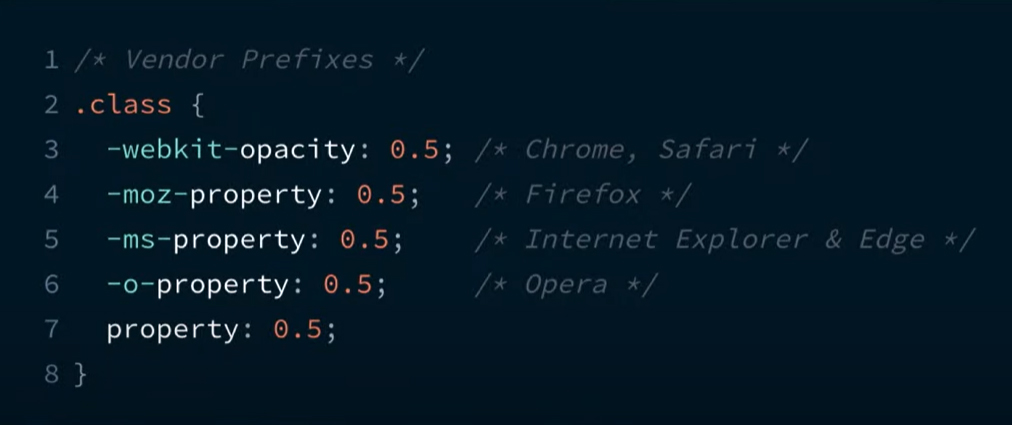 1 /* Vendor Prefixes */
2 .class {
3 -webkit-opacity: 0.5; /* Chrome, Safari */
4 -moz-property: 0.5; /* Firefox */
5 -ms-property: 0.5; /* Internet Explorer & Edge */
6 -o-property: 0.5; /* Opera */
7 property: 0.5;
8 }